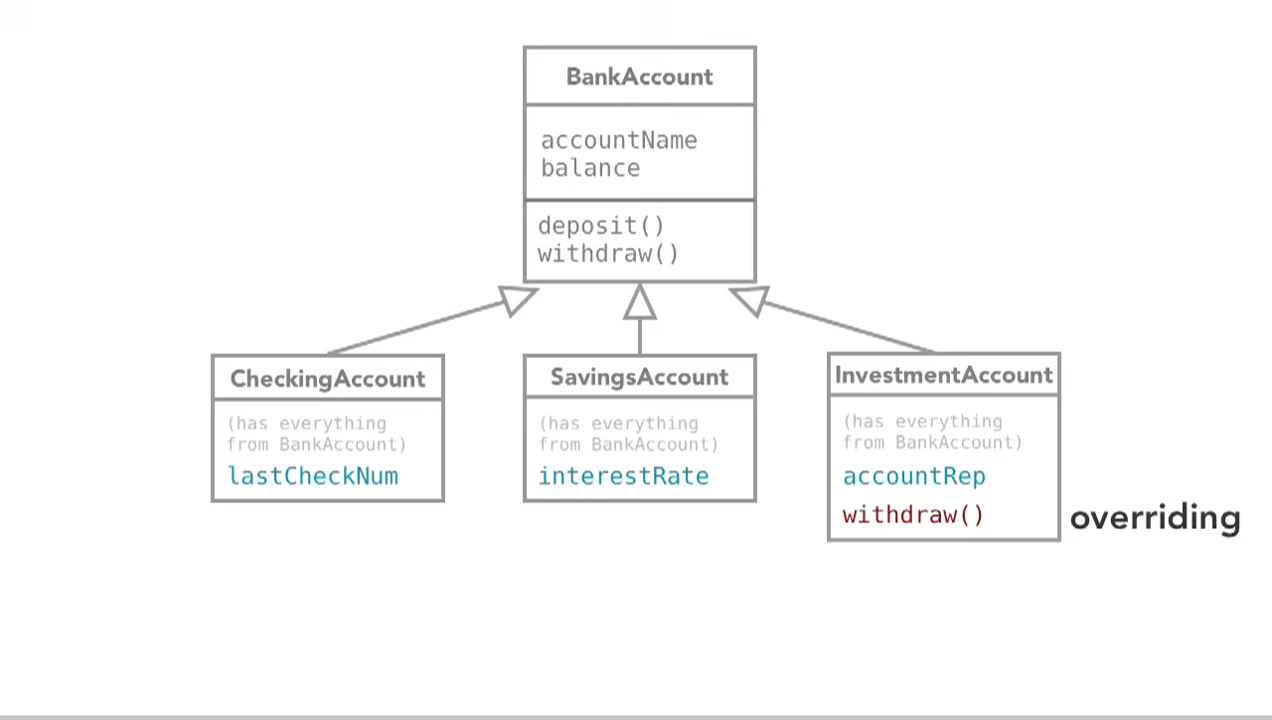 BankAccount
accountName
balance
deposit()
withdraw()
CheckingAccount
(has everything
from BankAccount)
lastCheckNum
SavingsAccount
(has everything
from BankAccount)
interestRate
InvestmentAccount
(has everything
from BankAccount)
accountRep
withdraw()
overriding